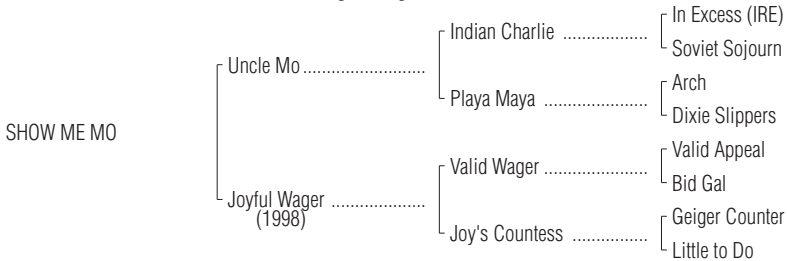 In Excess (IRE)
Indian Charlie ..................
Soviet Sojourn
Uncle Mo..........................
Arch
Playa Maya ......................
Dixie Slippers
SHOW ME MO
Valid Appeal
Valid Wager ......................
Bid Gal
Joyful Wager ....................
(1998)
Geiger Counter
Joy's Countess ................
Little to Do